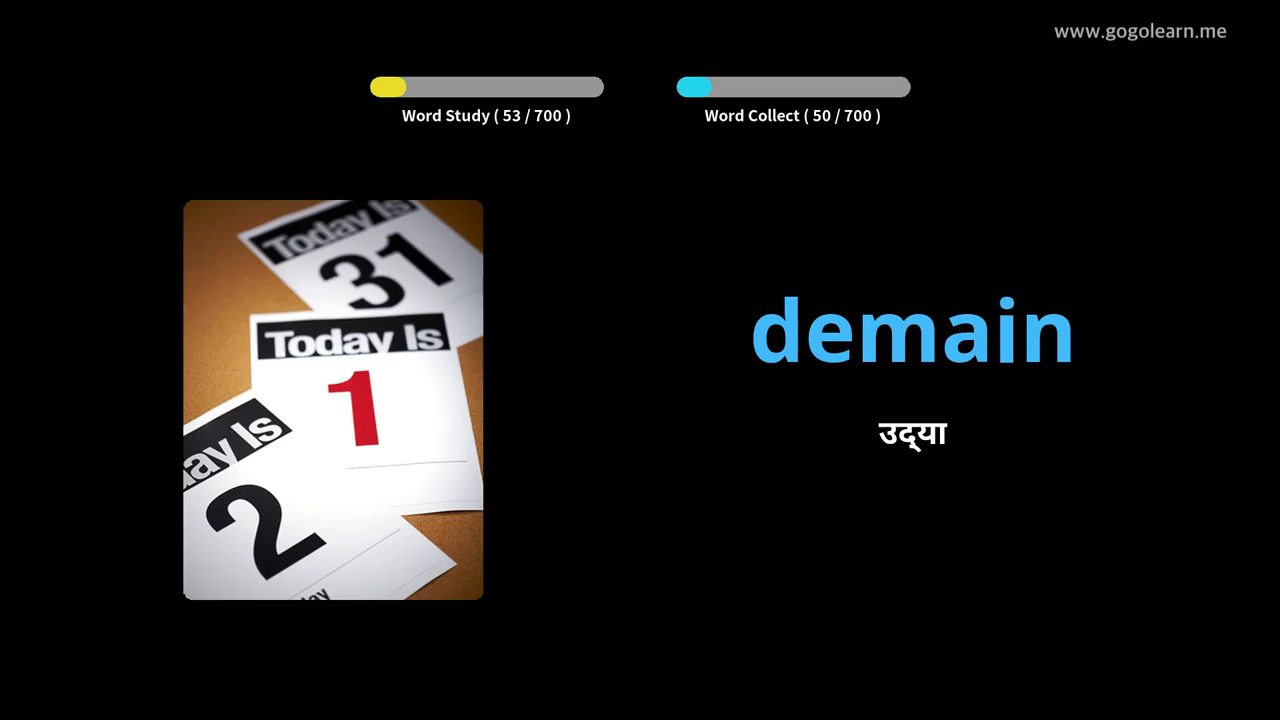 www.gogolearn.me
Word Study ( 53 / 700 )
Word Collect ( 50 / 700 )
Today Is
31
Today Is
1
ay Is
2
demain
उद्या